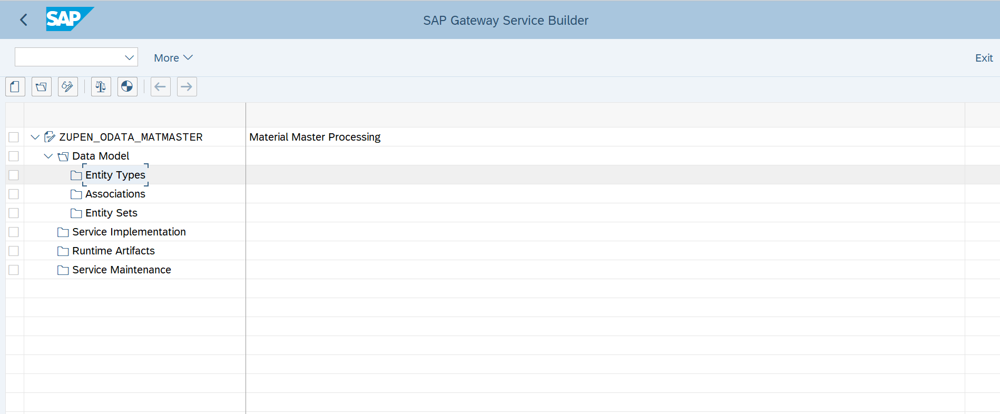 SAP
SAP Gateway Service Builder
More
Exit
ZUPEN_ODATA_MATMASTER Material Master Processing
Data Model
Entity Types
Associations
Entity Sets
Service Implementation
Runtime Artifacts
Service Maintenance